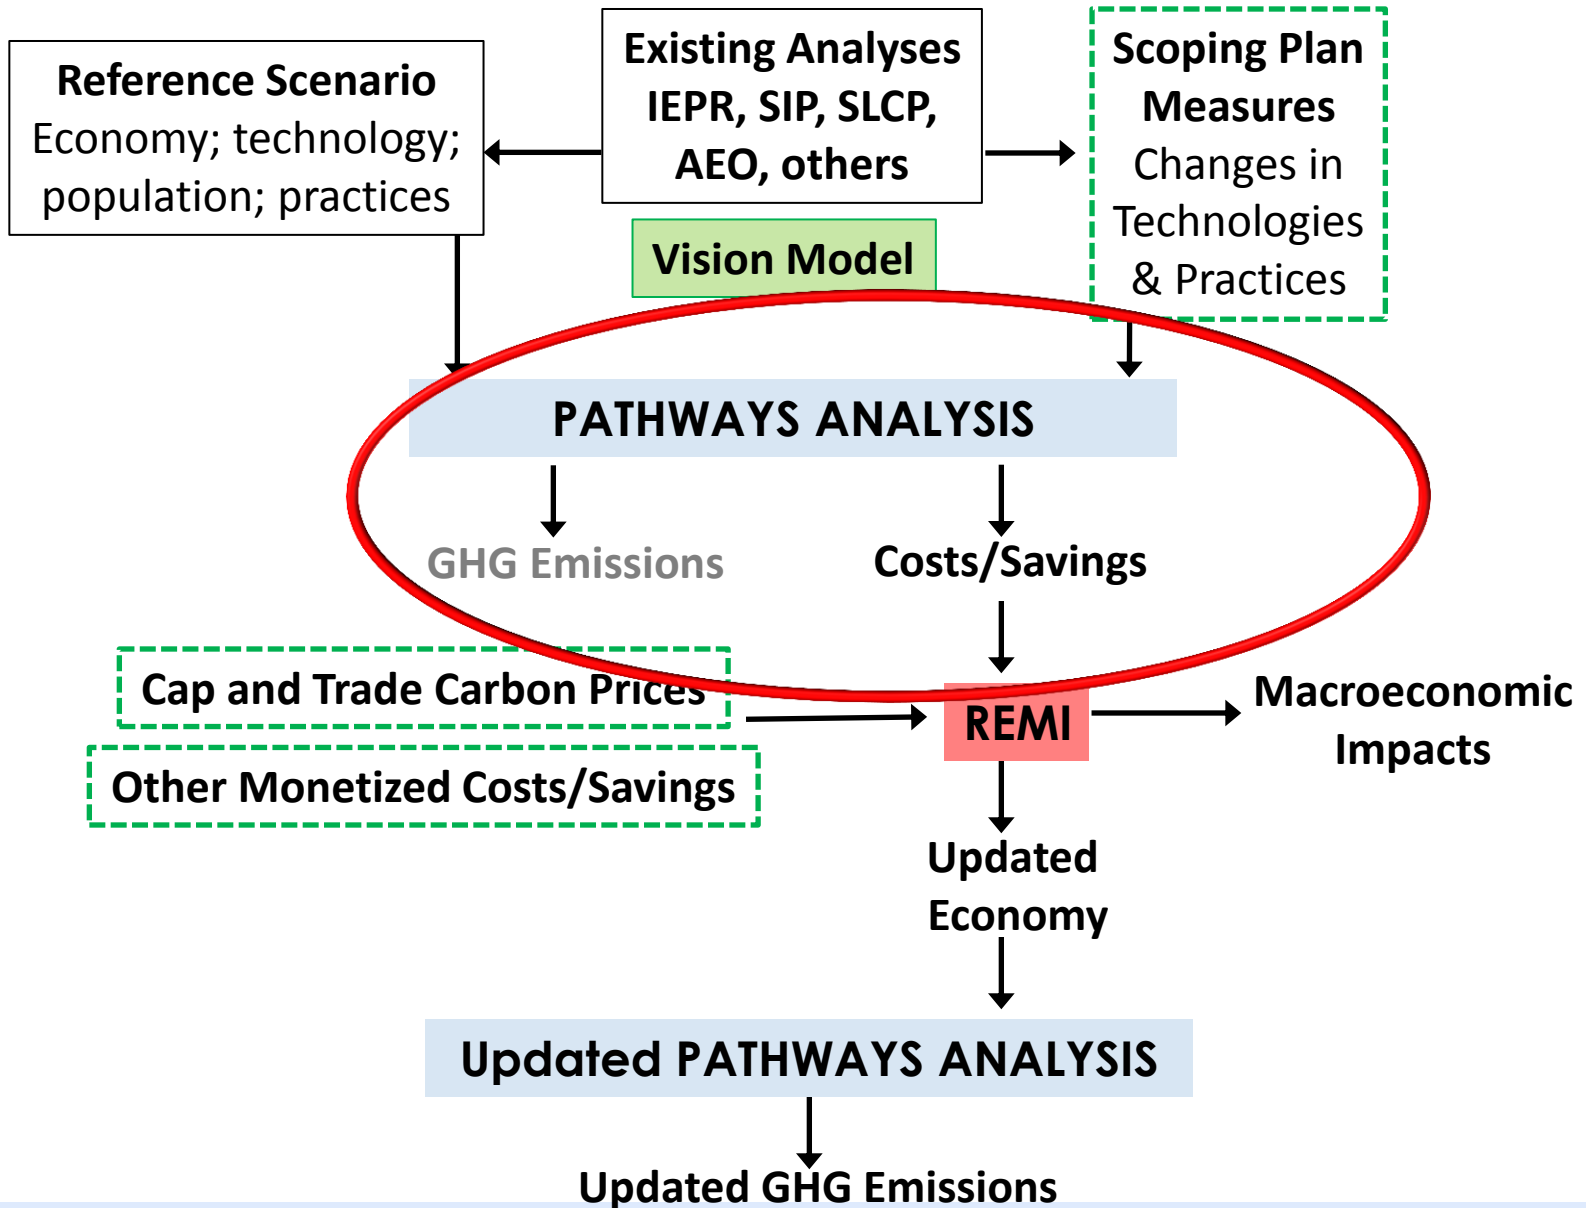 Reference Scenario
Economy; technology;
population; practices
Existing Analyses
IEPR, SIP, SLCP,
AEO, others
Scoping Plan
Measures
Changes in
Technologies
& Practices
Vision Model
PATHWAYS ANALYSIS
GHG Emissions
Costs/Savings
Cap and Trade Carbon Prices
Other Monetized Costs/Savings
REMI
Macroeconomic
Impacts
Updated
Economy
Updated PATHWAYS ANALYSIS
Updated GHG Emissions